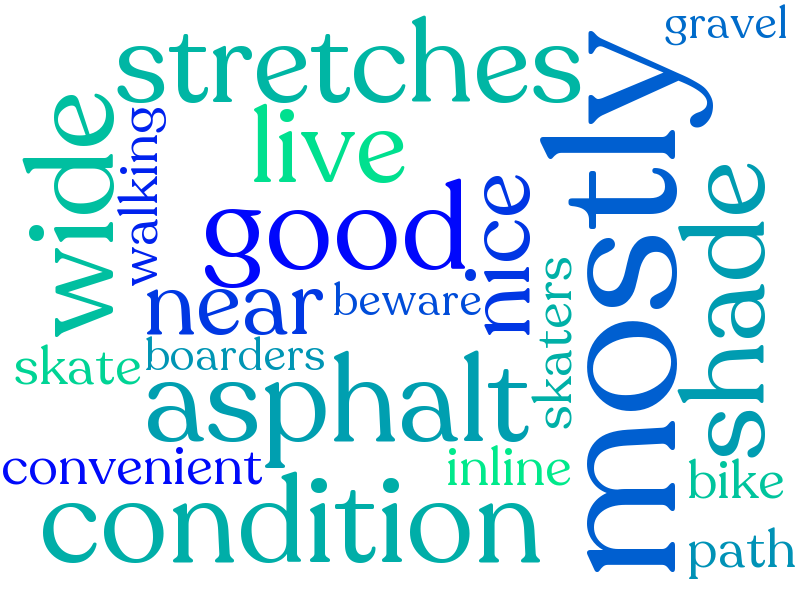 gravel
stretches
mostly
wide
walking
live
good
nice
shade
near
beware
skaters
boarders
skate
asphalt
convenient
inline
bike
condition
path